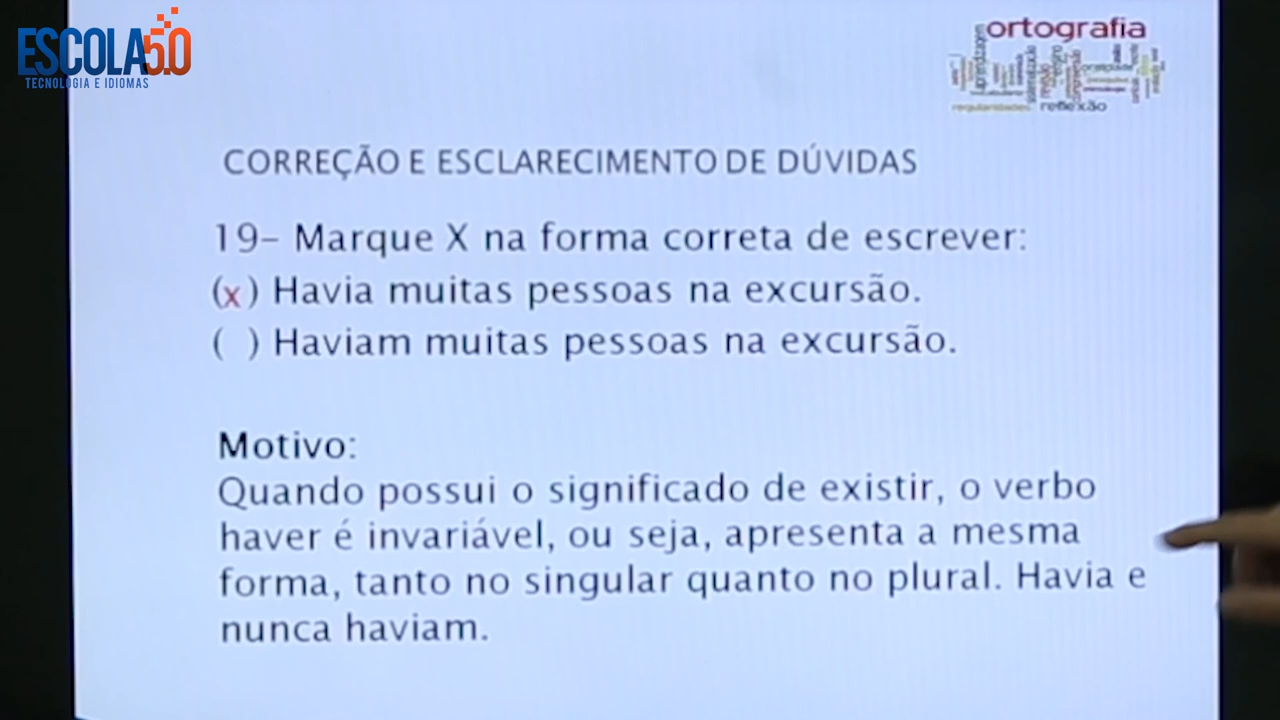 ESCOLA5.0
TECNOLOGIA E IDIOMAS
ortografia
aprendizagem
reflexão
CORREÇÃO E ESCLARECIMENTO DE DÚVIDAS
19- Marque X na forma correta de escrever:
(x) Havia muitas pessoas na excursão.
( ) Haviam muitas pessoas na excursão.
Motivo:
Quando possui o significado de existir, o verbo
haver é invariável, ou seja, apresenta a mesma
forma, tanto no singular quanto no plural. Havia e
nunca haviam.